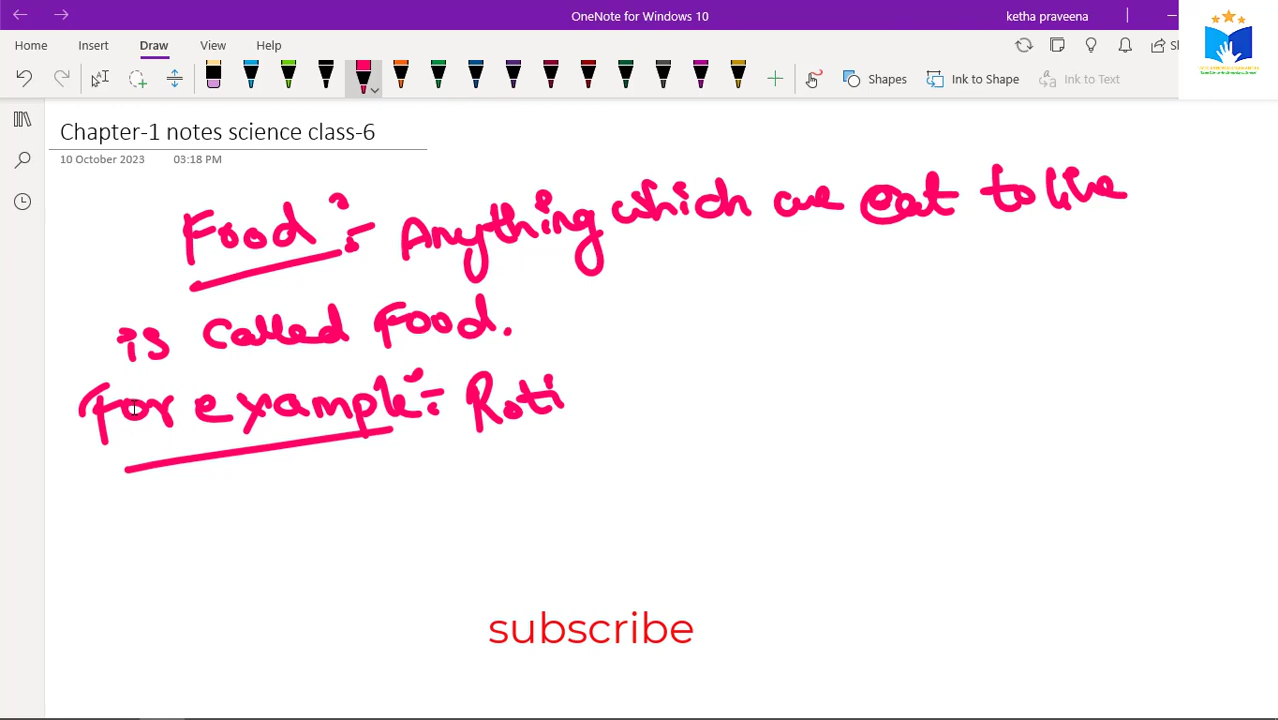 OneNote for Windows 10
ketha praveena
Home Insert Draw View Help
Shapes Ink to Shape Ink to Text
Chapter-1 notes science class-6
10 October 2023 03:18 PM
Food :- Anything which we eat to live
is called Food.
For example :- Roti
subscribe